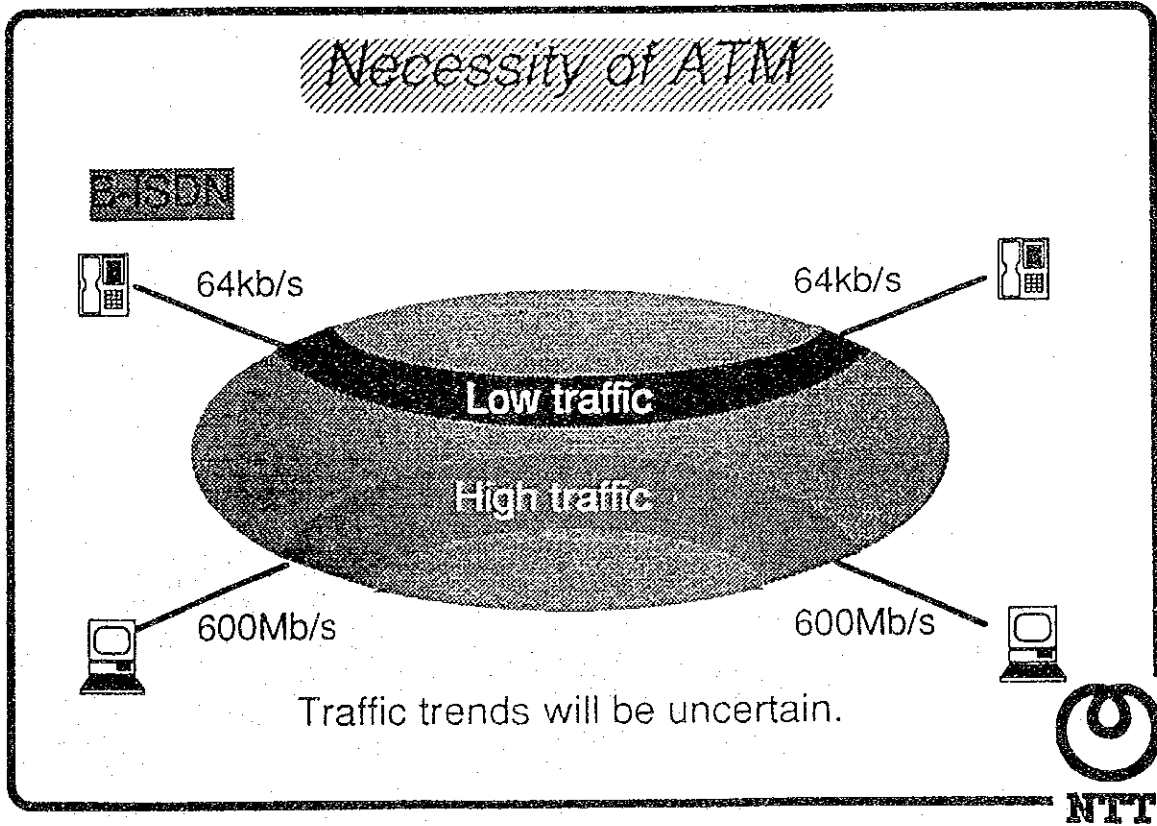 Necessity of ATM
B-ISDN
64kb/s
64kb/s
Low traffic
High traffic
600Mb/s
600Mb/s
Traffic trends will be uncertain.
NTT